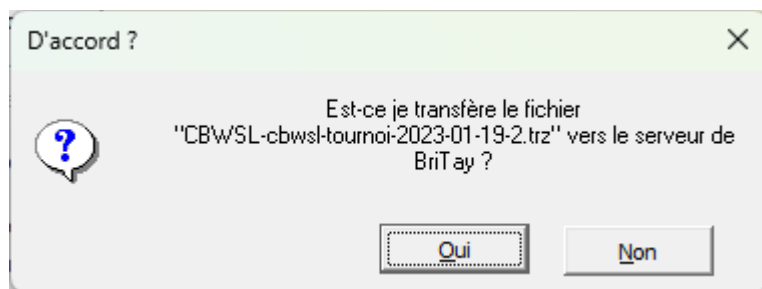 D'accord ?
Est-ce je transfère le fichier
"CBWSL-cbwsl-tournoi-2023-01-19-2.trz" vers le serveur de
BriTay ?
Oui
Non